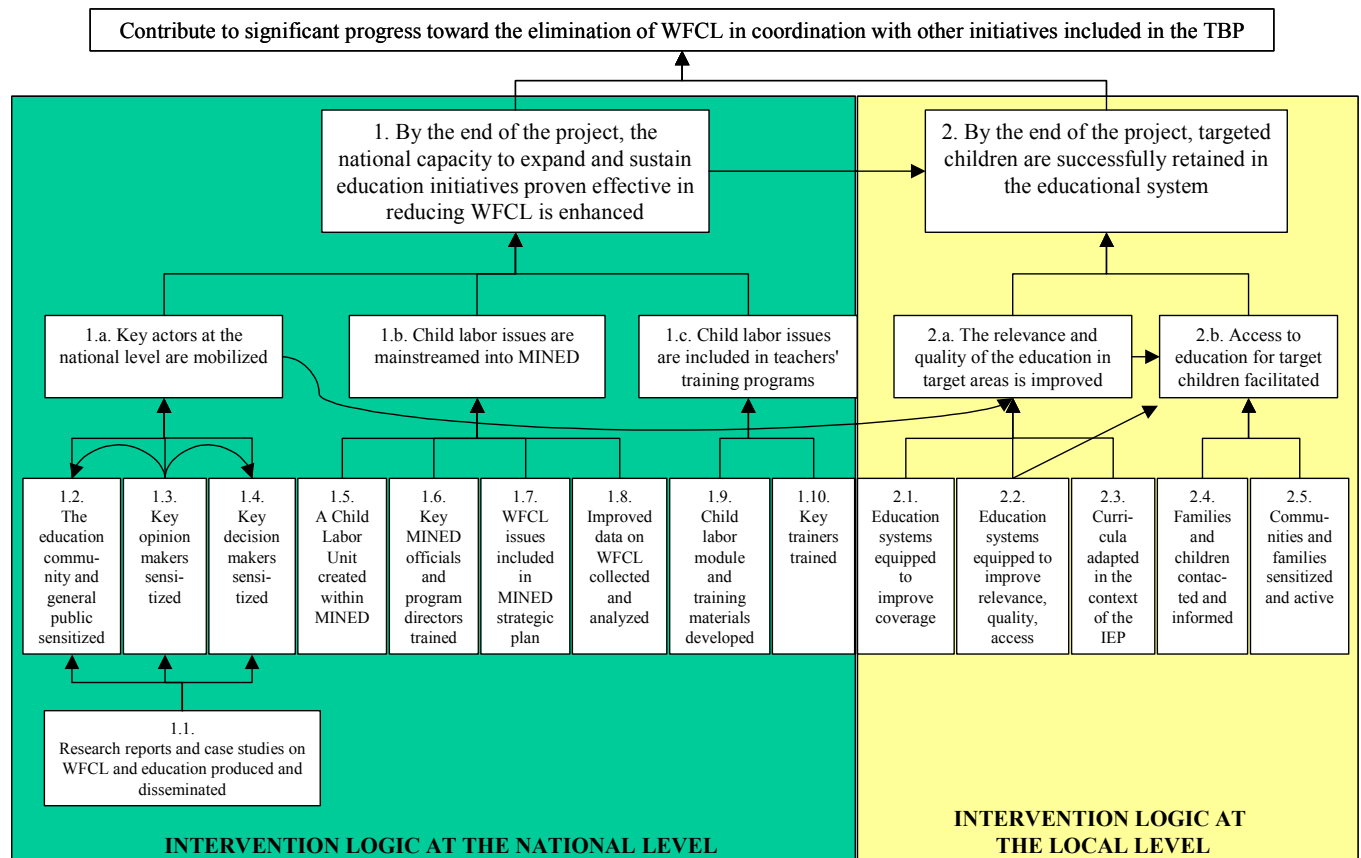 Contribute to significant progress toward the elimination of WFCL in coordination with other initiatives included in the TBP
1. By the end of the project, the
national capacity to expand and sustain
education initiatives proven effective in
reducing WFCL is enhanced
2. By the end of the project, targeted
children are successfully retained in
the educational system
1.a. Key actors at the
national level are mobilized
1.b. Child labor issues are
mainstreamed into MINED
1.c. Child labor issues
are included in teachers'
training programs
2.a. The relevance and
quality of the education in
target areas is improved
2.b. Access to
education for target
children facilitated
1.2.
The
education
commu-
nity and
general
public
sensitized
1.3.
Key
opinion
makers
sensi-
tized
1.4.
Key
decision
makers
sensi-
tized
1.5.
A Child
Labor
Unit
created
within
MINED
1.6.
Key
MINED
officials
and
program
directors
trained
1.7.
WFCL
issues
included
in
MINED
strategic
plan
1.8.
Improved
data on
WFCL
collected
and
analyzed
1.9.
Child
labor
module
and
training
materials
developed
1.10.
Key
trainers
trained
2.1.
Education
systems
equipped
to
improve
coverage
2.2.
Education
systems
equipped to
improve
relevance,
quality,
access
2.3.
Curri-
cula
adapted
in the
context
of the
IEP
2.4.
Families
and
children
contac-
ted and
informed
2.5.
Commu-
nities and
families
sensitized
and active
1.1.
Research reports and case studies on
WFCL and education produced and
disseminated
INTERVENTION LOGIC AT THE NATIONAL LEVEL
INTERVENTION LOGIC AT
THE LOCAL LEVEL